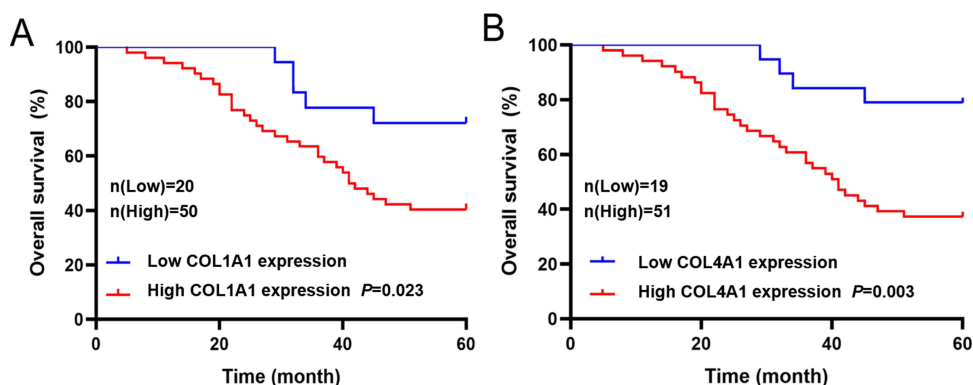 A
Overall survival (%)
100
80
60
40
20
0
n(Low)=20
n(High)=50
Low COL1A1 expression
High COL1A1 expression P=0.023
0
20
40
60
Time (month)
B
Overall survival (%)
100
80
60
40
20
0
n(Low)=19
n(High)=51
Low COL4A1 expression
High COL4A1 expression P=0.003
0
20
40
60
Time (month)